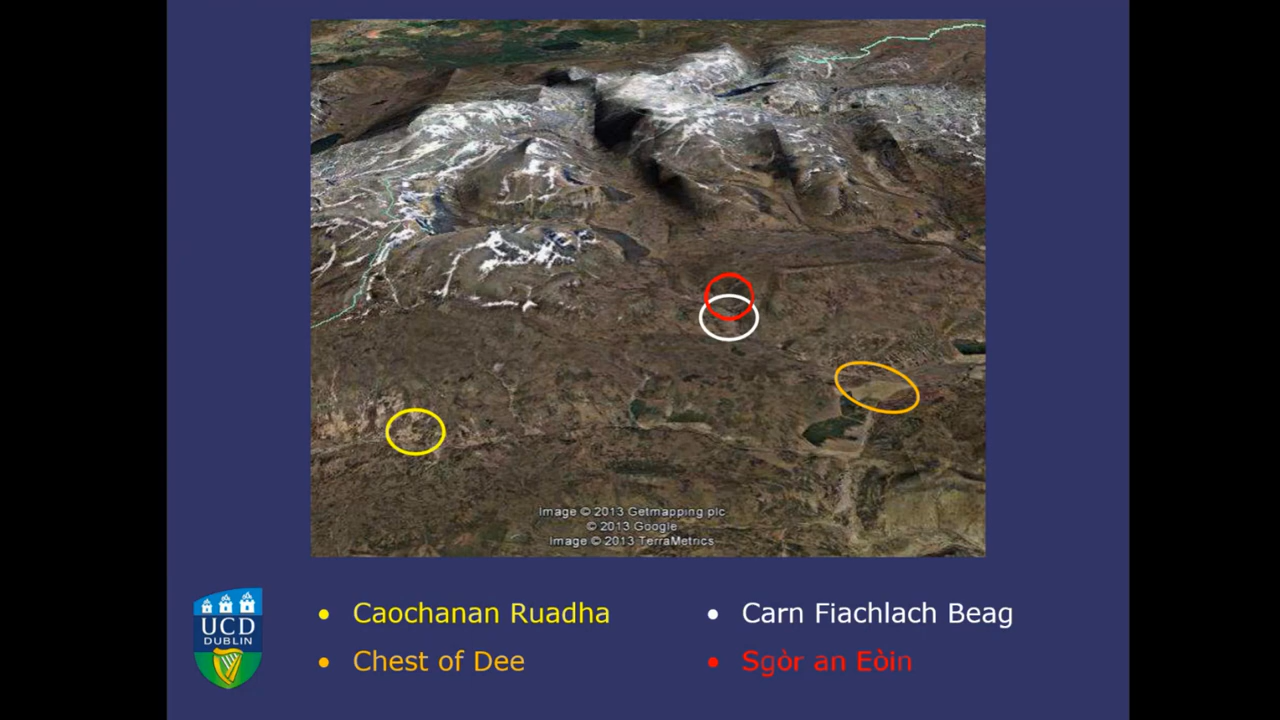 Image © 2013 Getmapping plc
© 2013 Google
Image © 2013 TerraMetrics
UCD
DUBLIN
• Caochanan Ruadha
• Carn Fiachlach Beag
• Chest of Dee
• Sgòr an Eòin